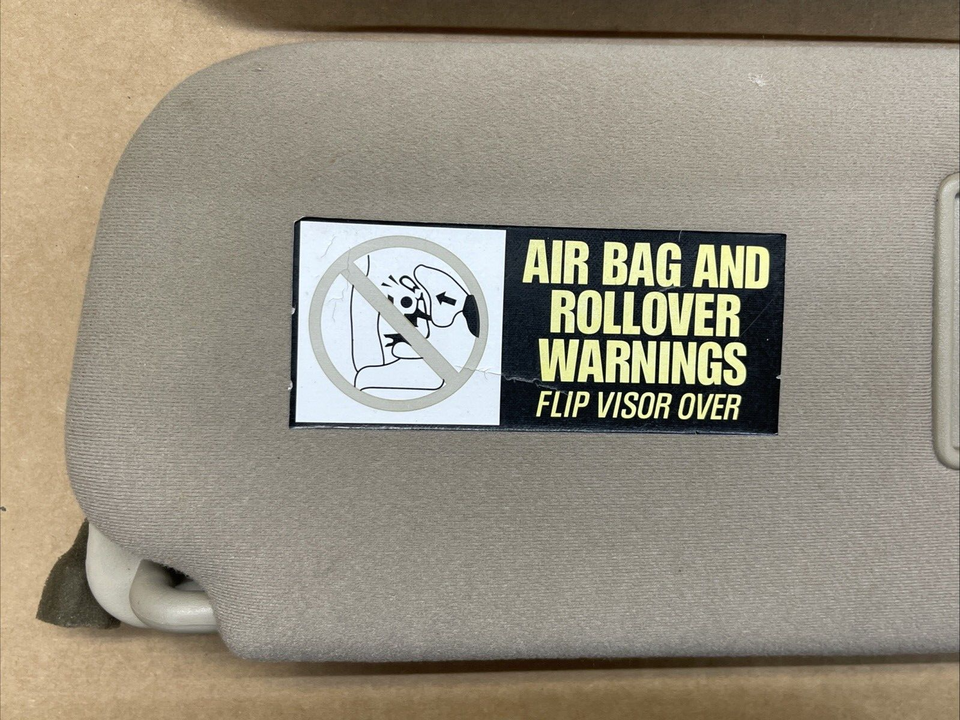 AIR BAG AND
ROLLOVER
WARNINGS
FLIP VISOR OVER